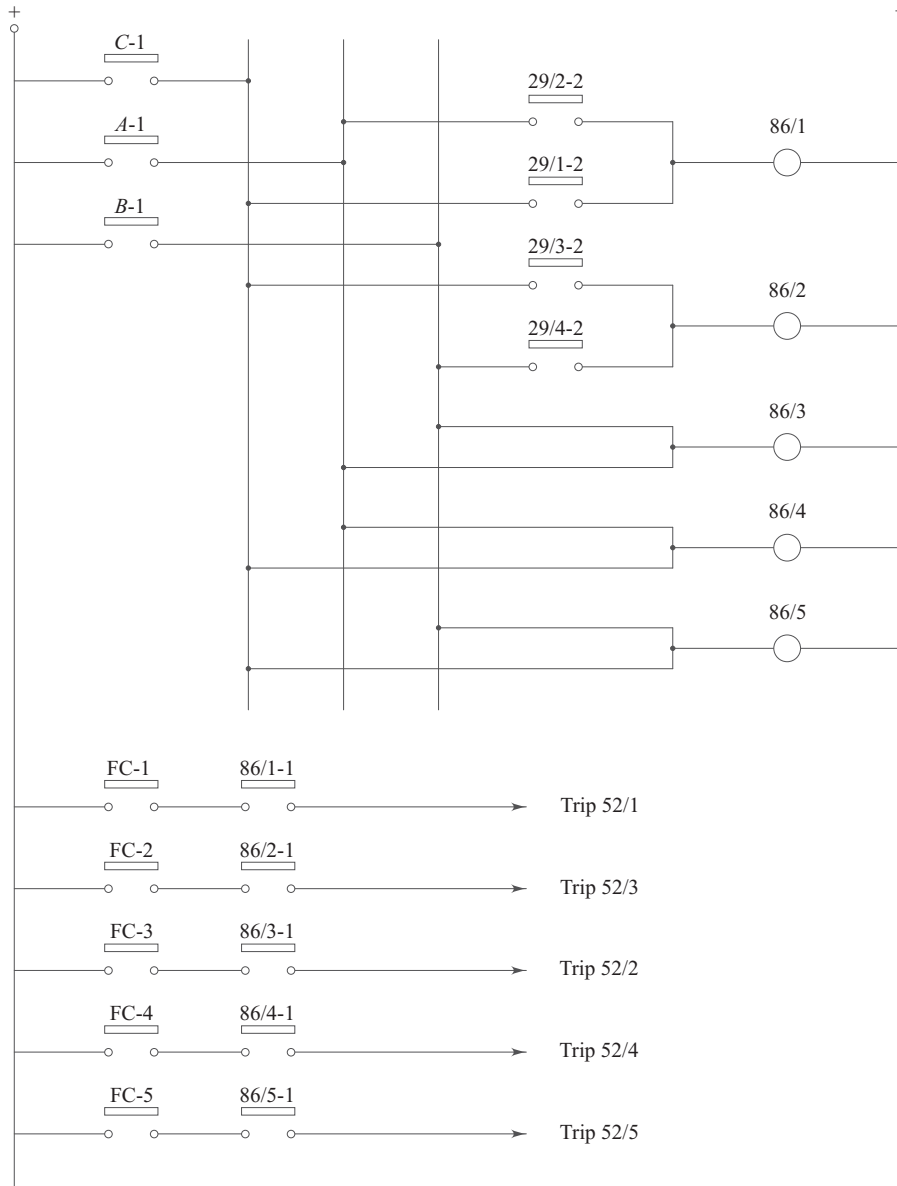 +
C-1
A-1
B-1
29/2-2
86/1
29/1-2
29/3-2
86/2
29/4-2
86/3
86/4
86/5
FC-1 86/1-1
Trip 52/1
FC-2 86/2-1
Trip 52/3
FC-3 86/3-1
Trip 52/2
FC-4 86/4-1
Trip 52/4
FC-5 86/5-1
Trip 52/5